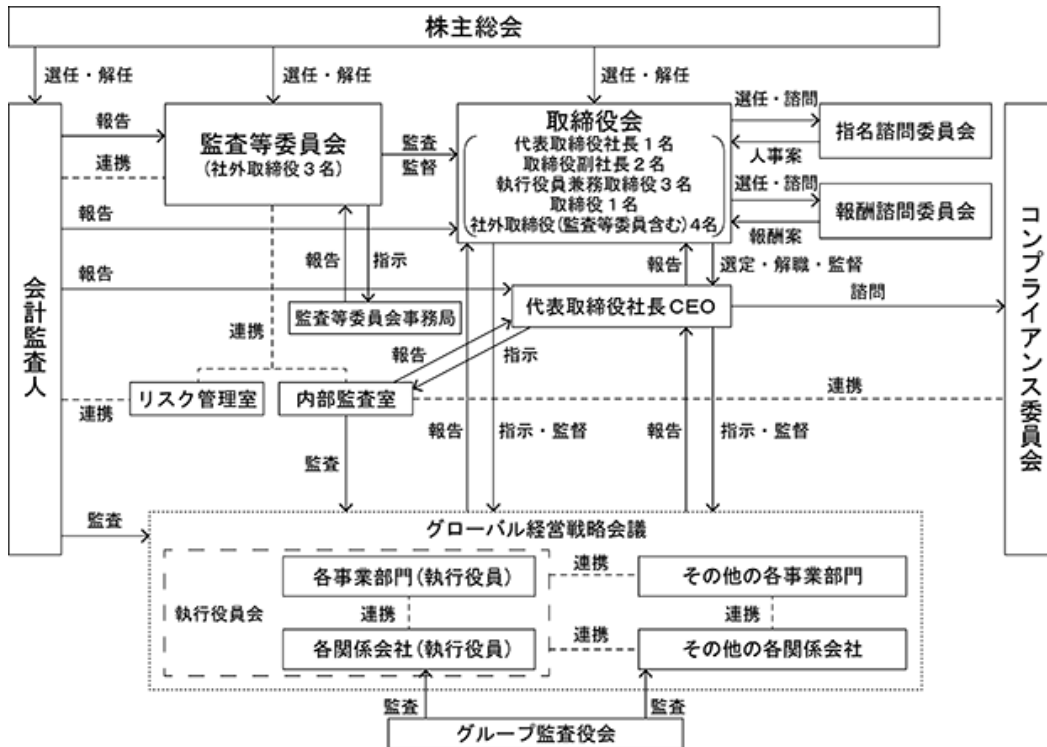 株主総会
選任・解任
選任・解任
選任・解任
会計監査人
報告
連携
報告
報告
監査等委員会
(社外取締役3名)
監査
監督
取締役会
代表取締役社長1名
取締役副社長2名
執行役員兼務取締役3名
取締役1名
社外取締役(監査等委員含む)4名
選任・諮問
人事案
指名諮問委員会
選任・諮問
報酬案
報酬諮問委員会
コンプライアンス委員会
報告
指示
監査等委員会事務局
報告
選定・解職・監督
代表取締役社長CEO
諮問
連携
報告
指示
連携
リスク管理室
内部監査室
連携
監査
報告
指示・監督
報告
指示・監督
監査
グローバル経営戦略会議
執行役員会
各事業部門(執行役員)
連携
その他の各事業部門
連携
連携
各関係会社(執行役員)
連携
その他の各関係会社
監査
監査
グループ監査役会